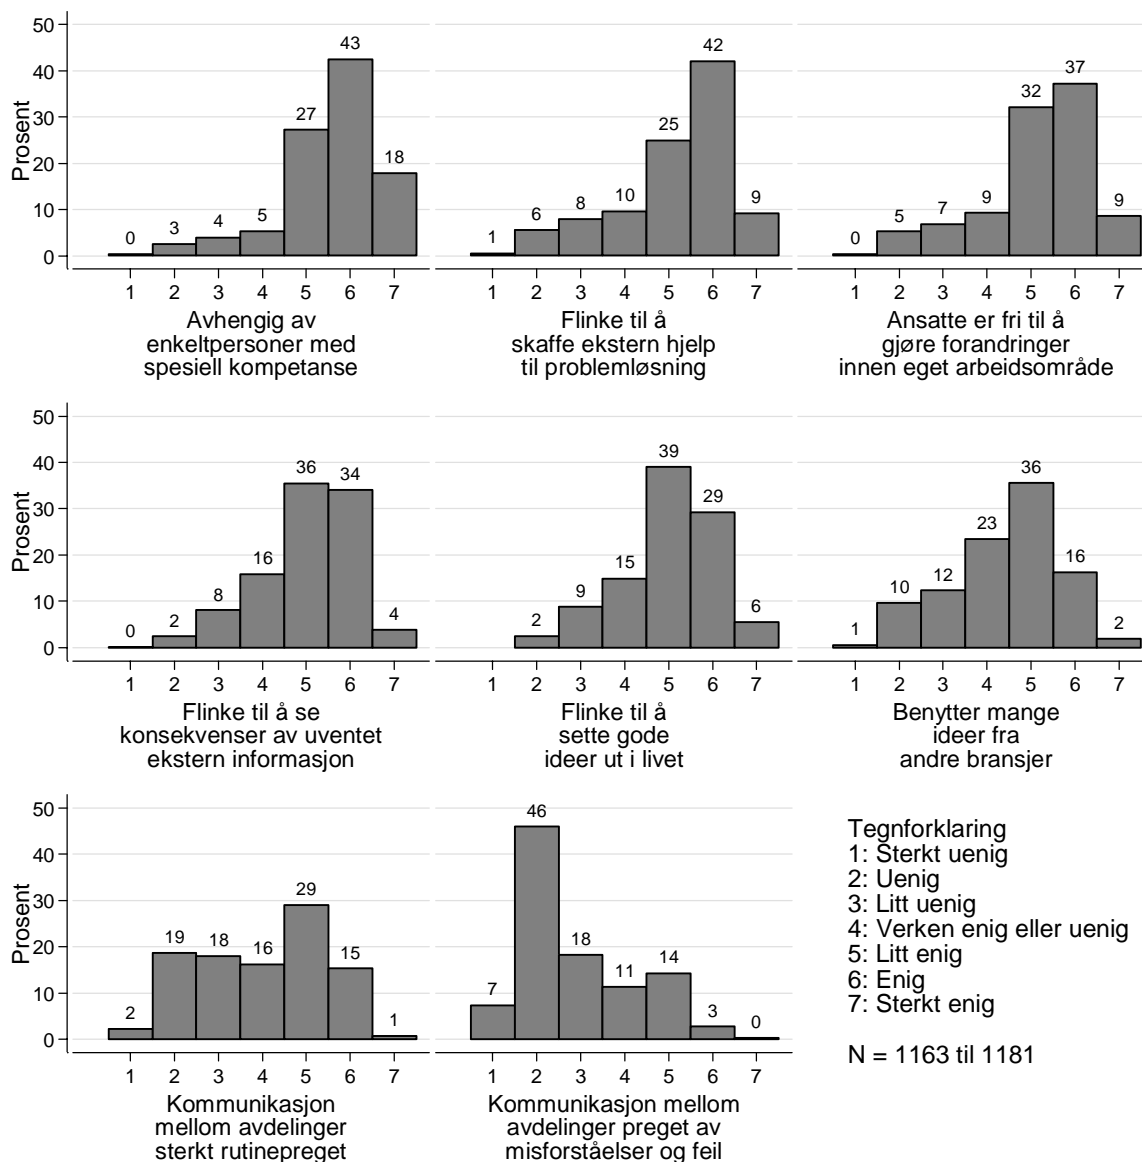 50
40
30
20
10
0
Prosent
0
3
4
5
27
43
18
1 2 3 4 5 6 7
Avhengig av
enkeltpersoner med
spesiell kompetanse
1
6
8
10
25
42
9
1 2 3 4 5 6 7
Flinke til å
skaffe ekstern hjelp
til problemløsning
0
5
7
9
32
37
9
1 2 3 4 5 6 7
Ansatte er fri til å
gjøre forandringer
innen eget arbeidsområde
50
40
30
20
10
0
Prosent
0
2
8
16
36
34
4
1 2 3 4 5 6 7
Flinke til å se
konsekvenser av uventet
ekstern informasjon
2
9
15
39
29
6
1 2 3 4 5 6 7
Flinke til å
sette gode
ideer ut i livet
1
10
12
23
36
16
2
1 2 3 4 5 6 7
Benytter mange
ideer fra
andre bransjer
50
40
30
20
10
0
Prosent
2
19
18
16
29
15
1
1 2 3 4 5 6 7
Kommunikasjon
mellom avdelinger
sterkt rutinepreget
7
46
18
11
14
3
0
1 2 3 4 5 6 7
Kommunikasjon mellom
avdelinger preget av
misforståelser og feil
Tegnforklaring
1: Sterkt uenig
2: Uenig
3: Litt uenig
4: Verken enig eller uenig
5: Litt enig
6: Enig
7: Sterkt enig
N = 1163 til 1181